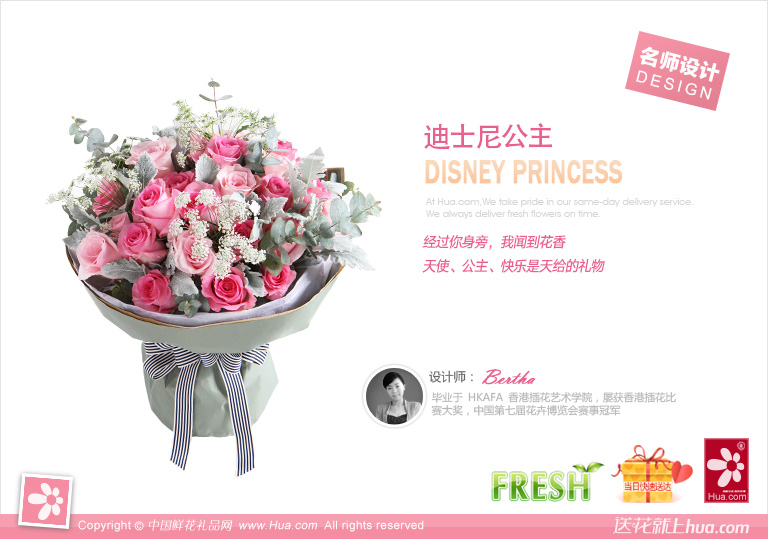 名师设计
DESIGN
迪士尼公主
DISNEY PRINCESS
At Hua.com,We take pride in our same-day delivery service.
We always deliver fresh flowers on time.
经过你身旁，我闻到花香
天使、公主、快乐是天给的礼物
设计师： Bertha
毕业于 HKAFA 香港插花艺术学院，屡获香港插花比
赛大奖，中国第七届花卉博览会赛事冠军
FRESH
当日快速送达
Hua.com
Copyright © 中国鲜花礼品网 www.Hua.com All rights reserved
送花就上hua.com